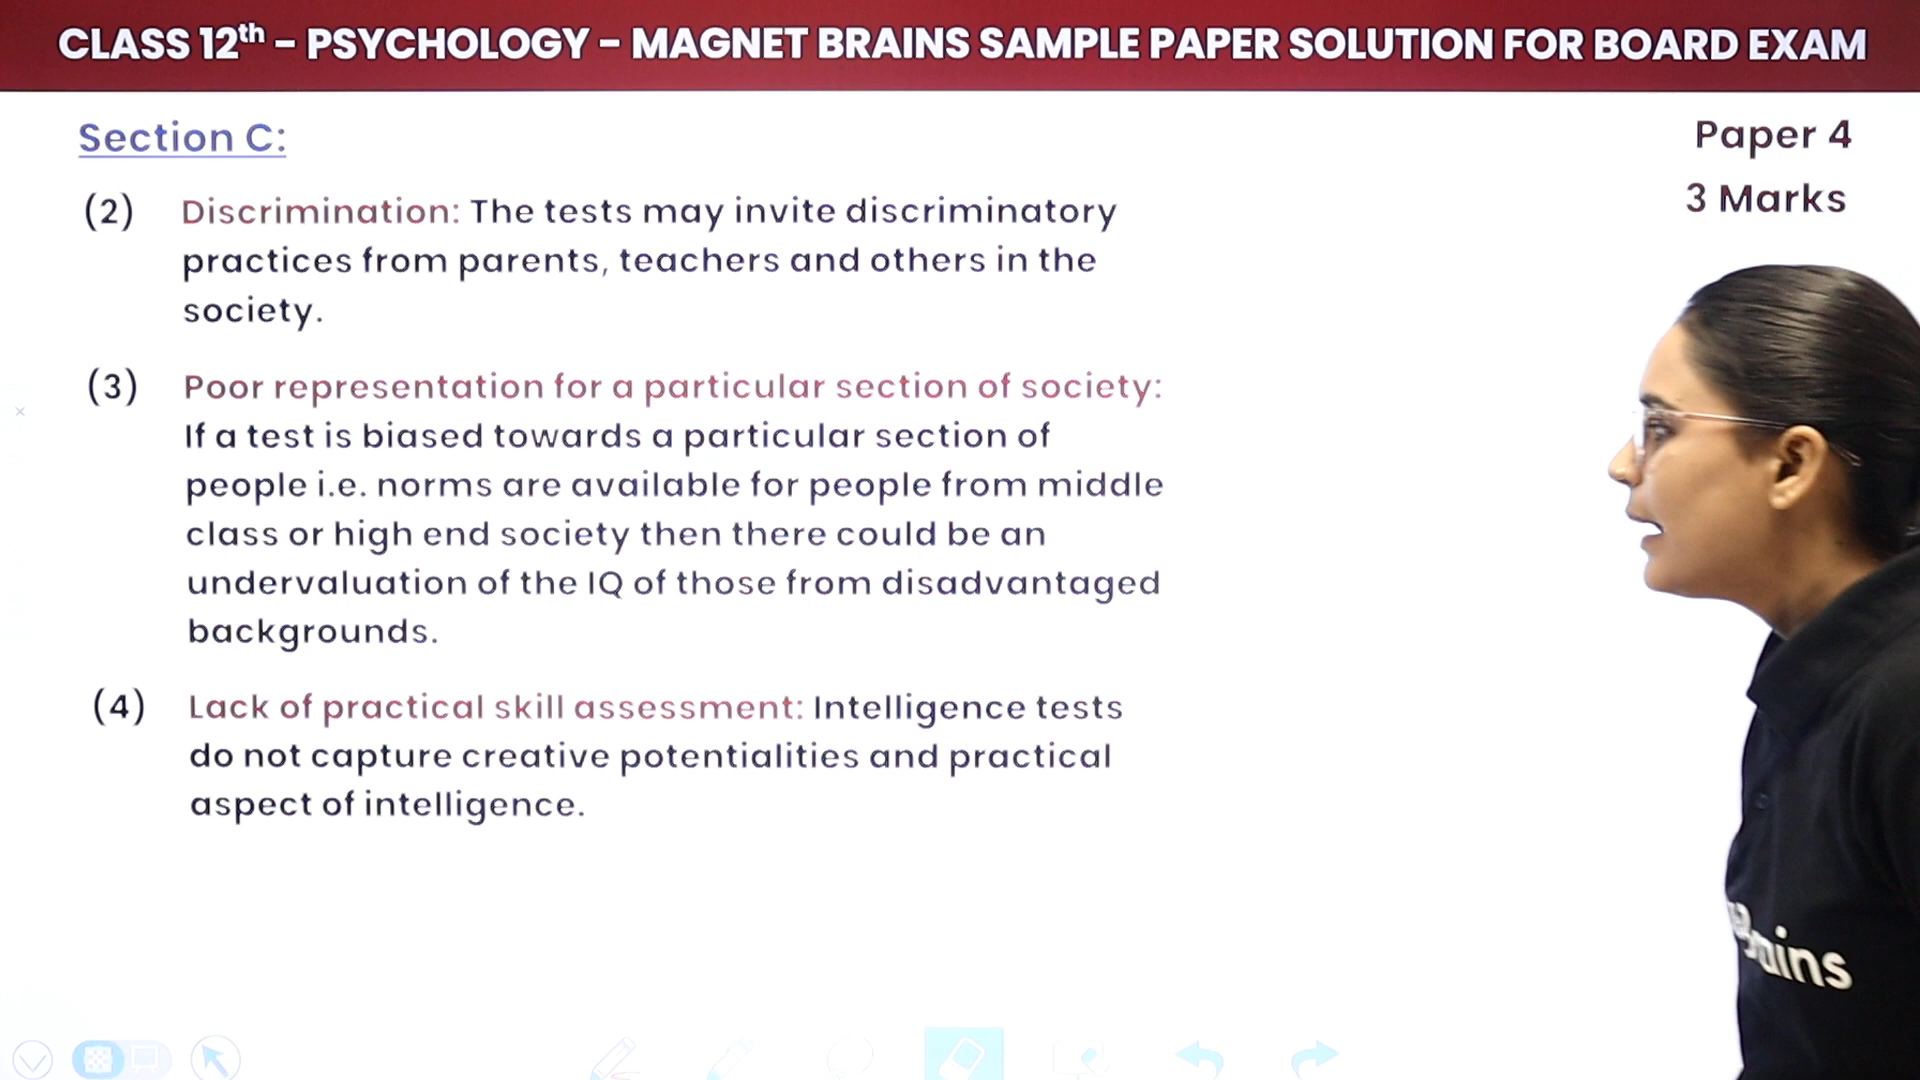 CLASS 12th – PSYCHOLOGY – MAGNET BRAINS SAMPLE PAPER SOLUTION FOR BOARD EXAM
Section C:
Paper 4
3 Marks
(2) Discrimination: The tests may invite discriminatory
practices from parents, teachers and others in the
society.
(3) Poor representation for a particular section of society:
If a test is biased towards a particular section of
people i.e. norms are available for people from middle
class or high end society then there could be an
undervaluation of the IQ of those from disadvantaged
backgrounds.
(4) Lack of practical skill assessment: Intelligence tests
do not capture creative potentialities and practical
aspect of intelligence.